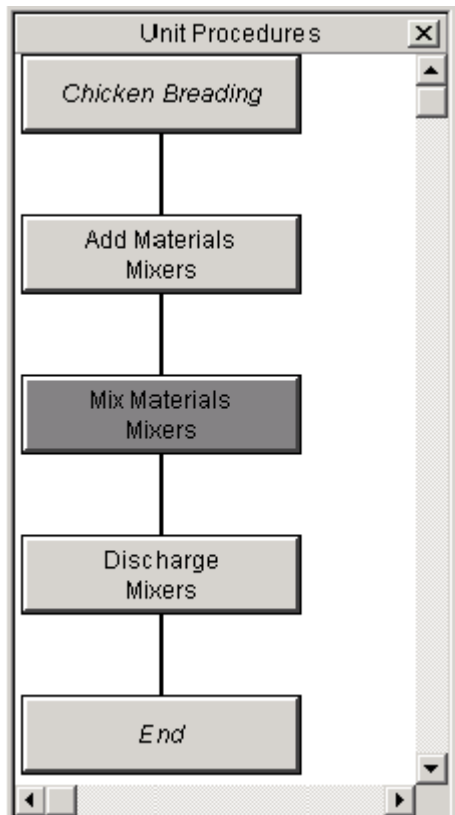 Unit Procedures
Chicken Breading
Add Materials
Mixers
Mix Materials
Mixers
Discharge
Mixers
End